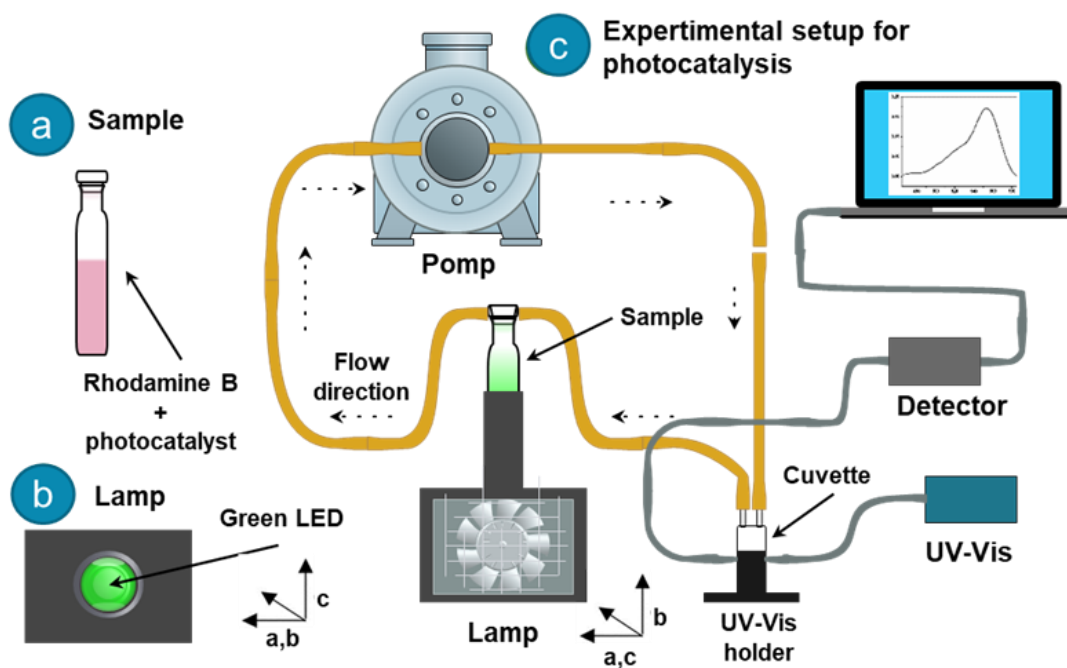 a
Sample
Rhodamine B
+
photocatalyst
b
Lamp
Green LED
c
a,b
c
Expertimental setup for
photocatalysis
Pomp
Sample
Flow
direction
Lamp
b
a,c
Cuvette
UV-Vis
holder
Detector
UV-Vis